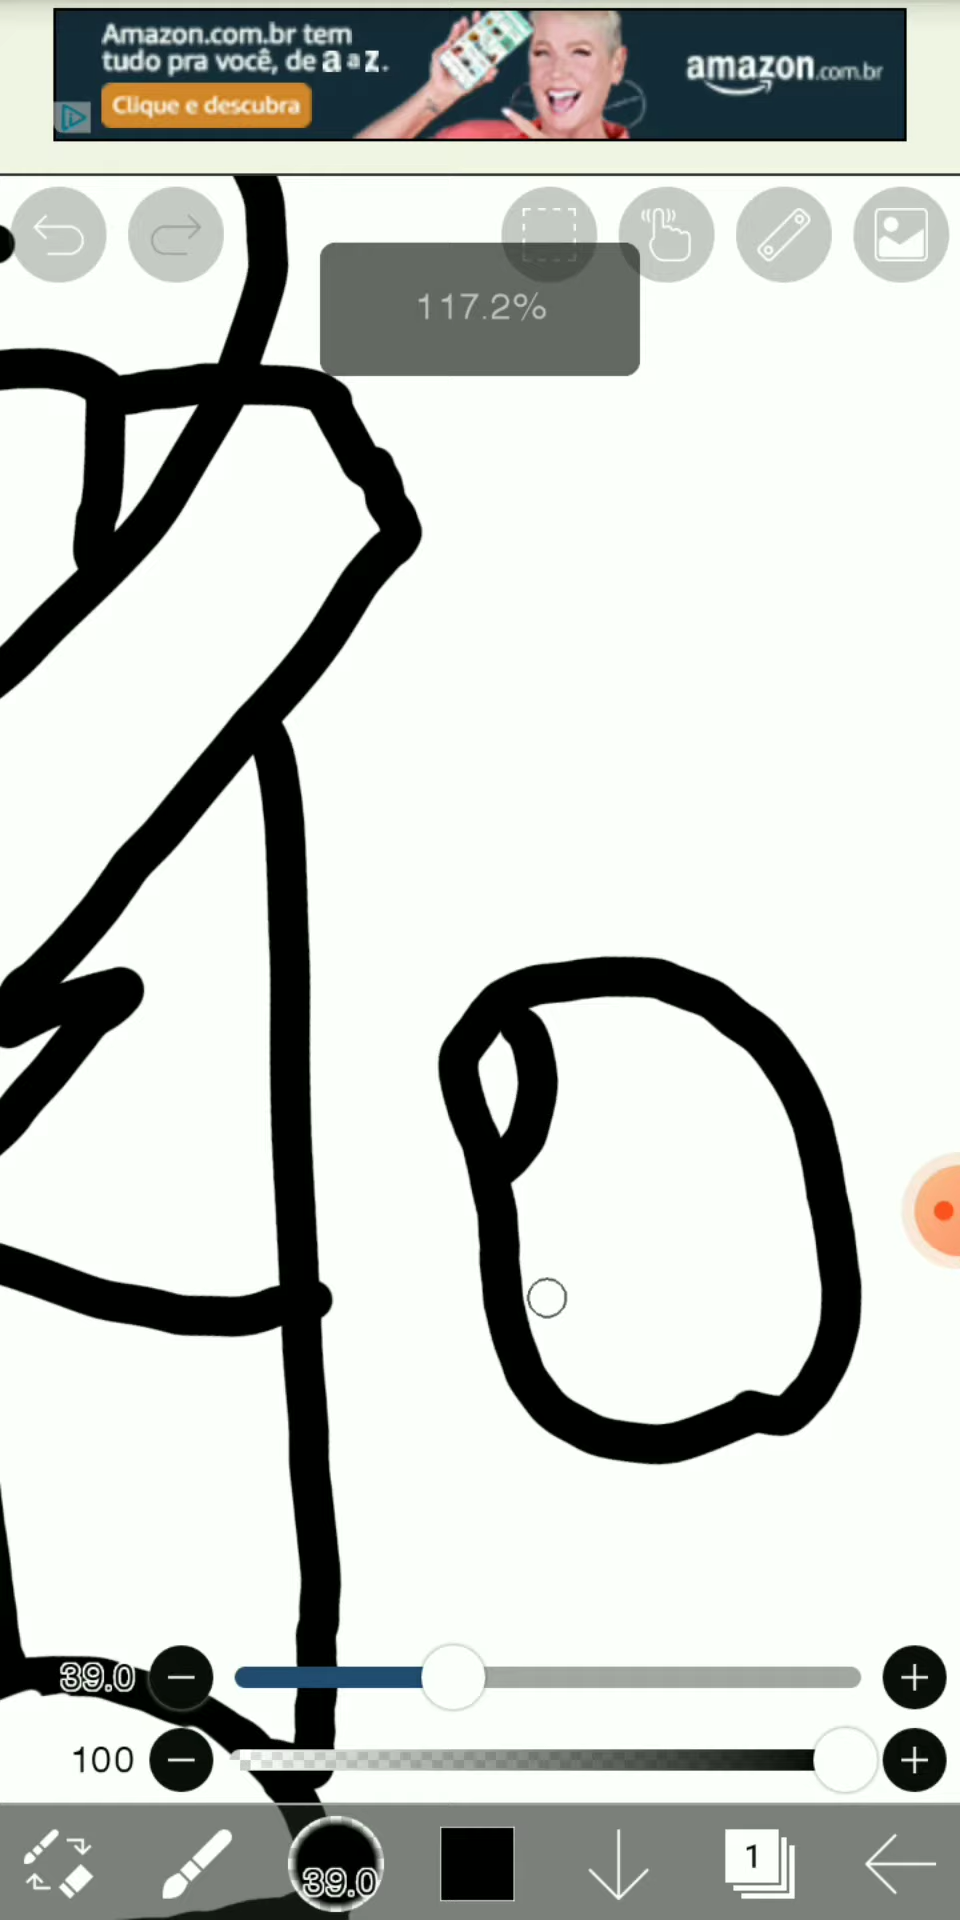 Amazon.com.br tem
tudo pra você, de a a z.
Clique e descubra
amazon.com.br
117.2%
39.0
100
39.0
1